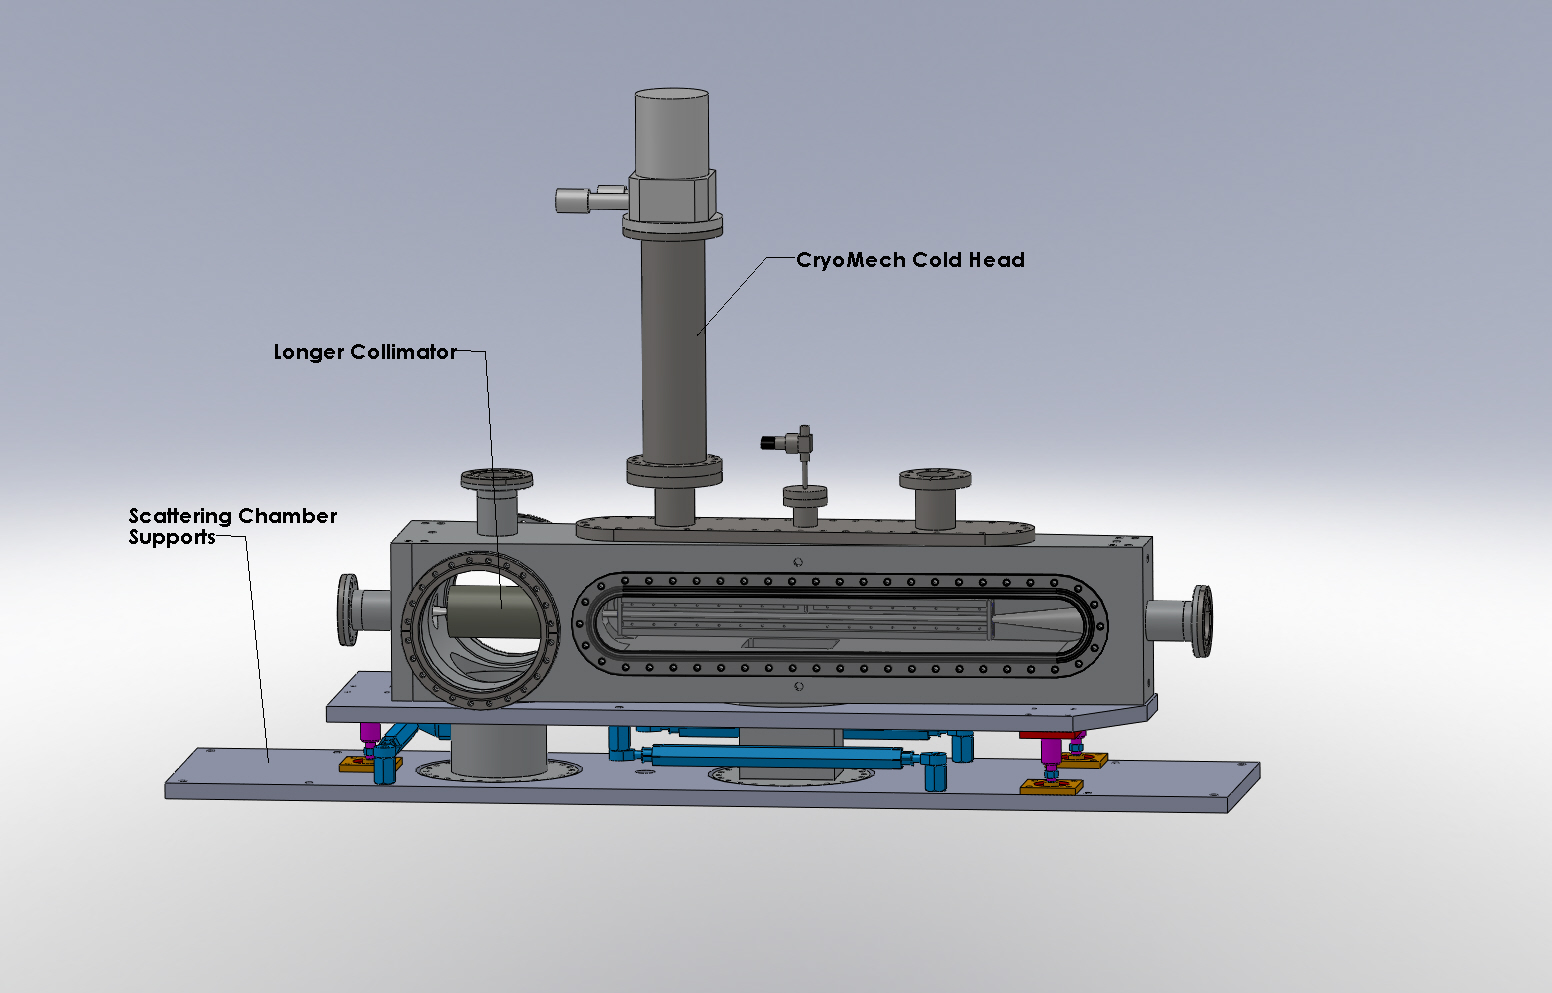 CryoMech Cold Head
Longer Collimator
Scattering Chamber
Supports